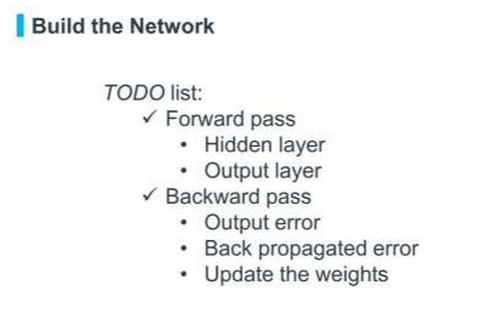 Build the Network
TODO list:
✓ Forward pass
• Hidden layer
• Output layer
✓ Backward pass
• Output error
• Back propagated error
• Update the weights